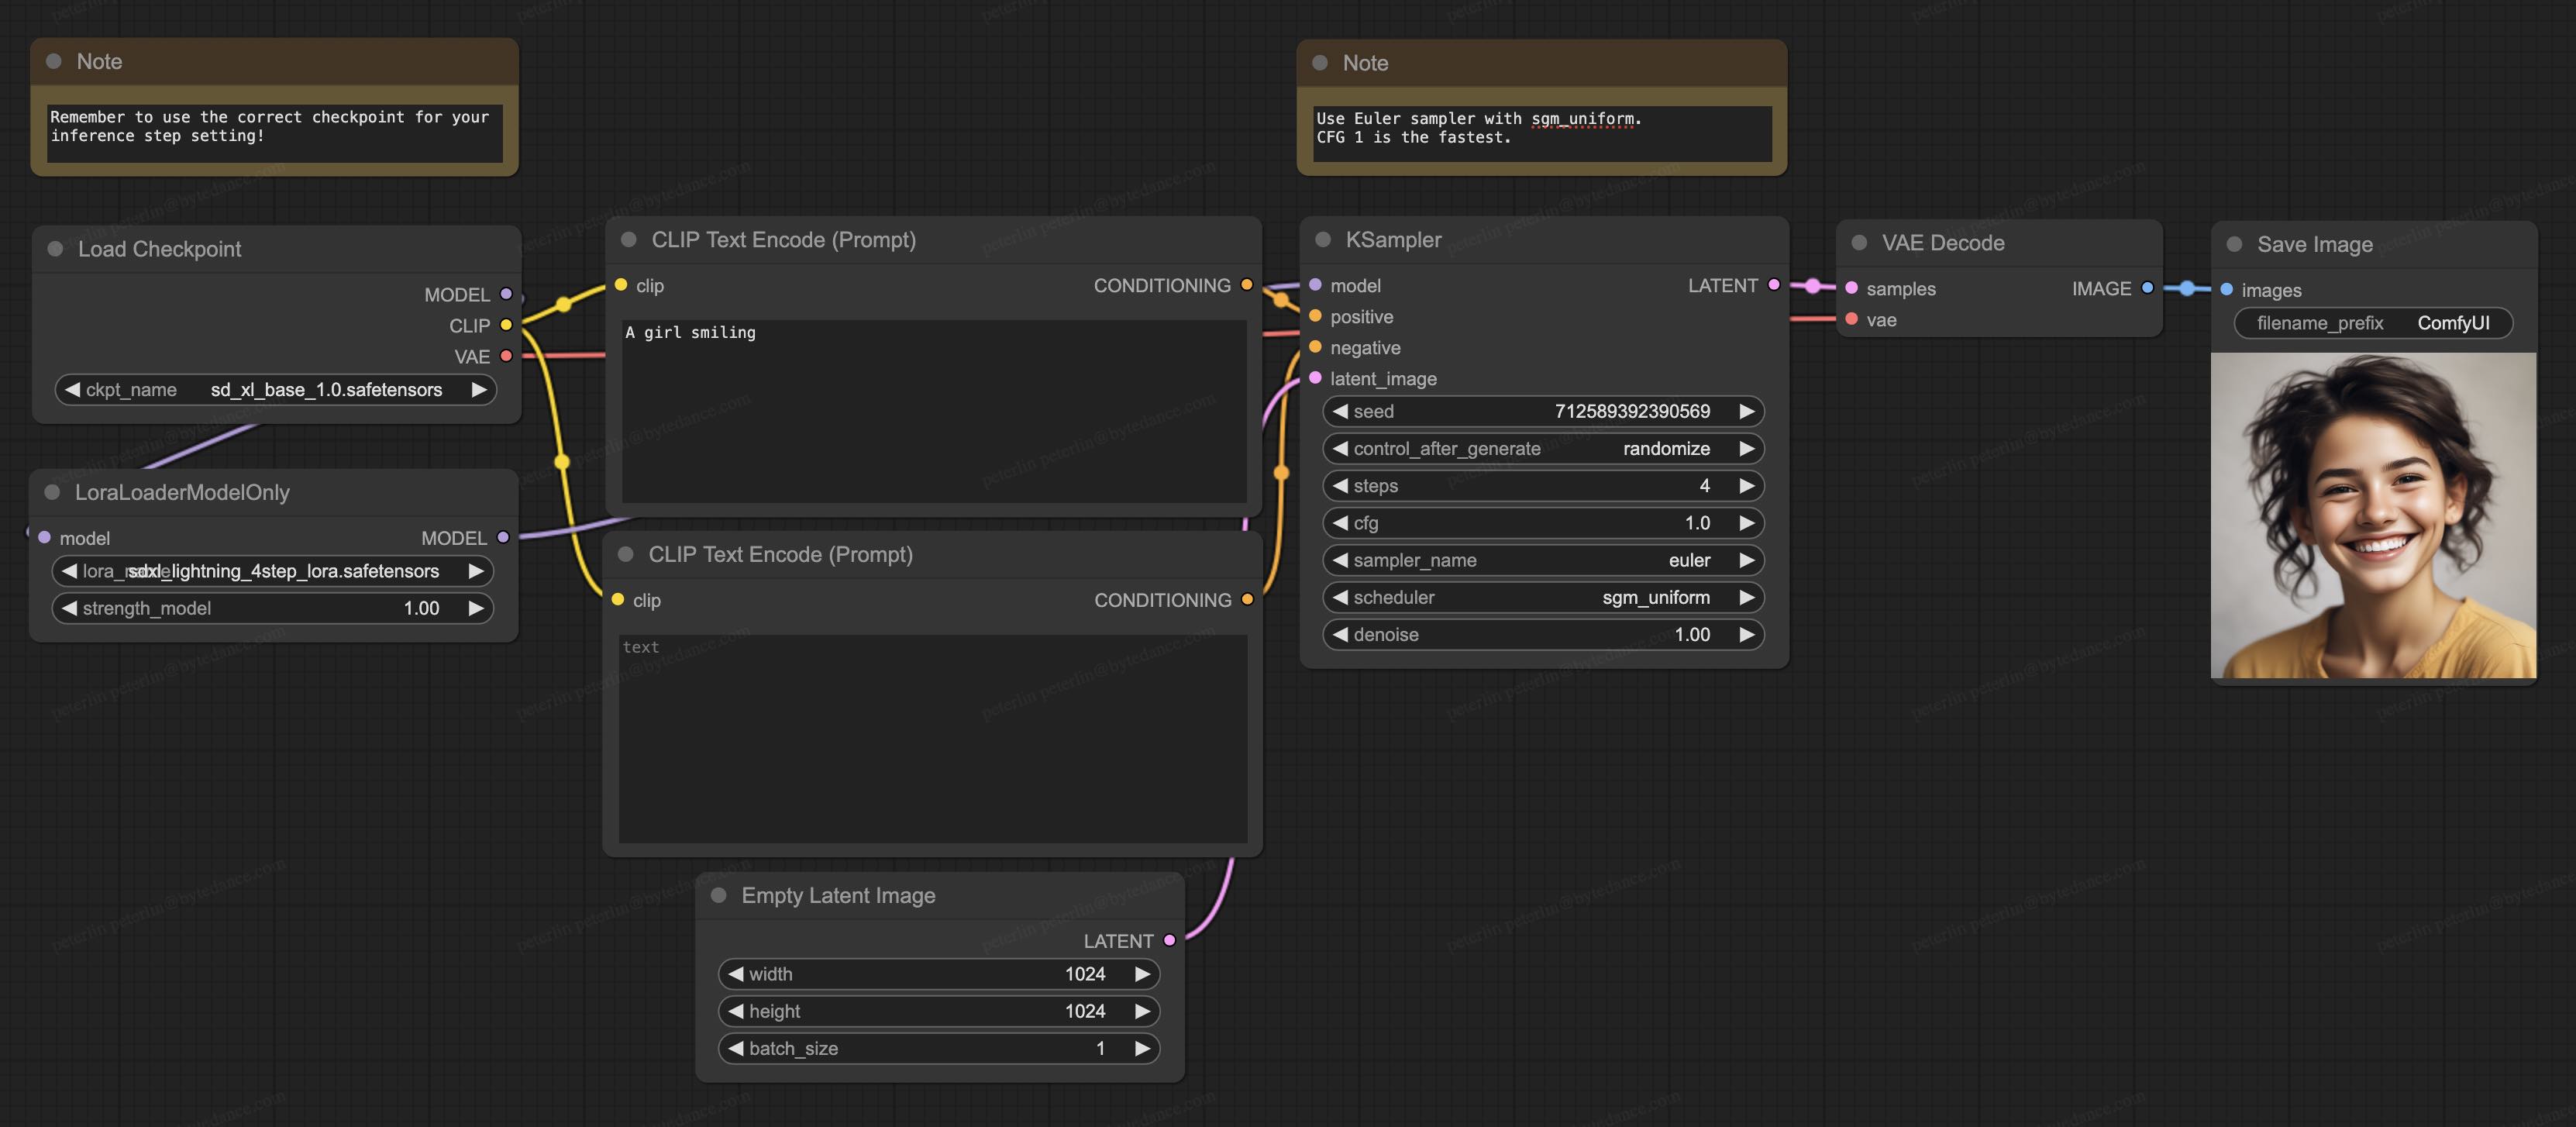 Note
Remember to use the correct checkpoint for your
inference step setting!
Note
Use Euler sampler with sgm_uniform.
CFG 1 is the fastest.
Load Checkpoint
MODEL
CLIP
VAE
ckpt_name sd_xl_base_1.0.safetensors
LoraLoaderModelOnly
model MODEL
sdxl_lightning_4step_lora.safetensors
strength_model 1.00
CLIP Text Encode (Prompt)
clip CONDITIONING
A girl smiling
CLIP Text Encode (Prompt)
clip CONDITIONING
text
Empty Latent Image
LATENT
width 1024
height 1024
batch_size 1
KSampler
model LATENT
positive
negative
latent_image
seed 712589392390569
control_after_generate randomize
steps 4
cfg 1.0
sampler_name euler
scheduler sgm_uniform
denoise 1.00
VAE Decode
samples IMAGE
vae
Save Image
images
filename_prefix ComfyUI
peterlin peterlin@bytedance.com